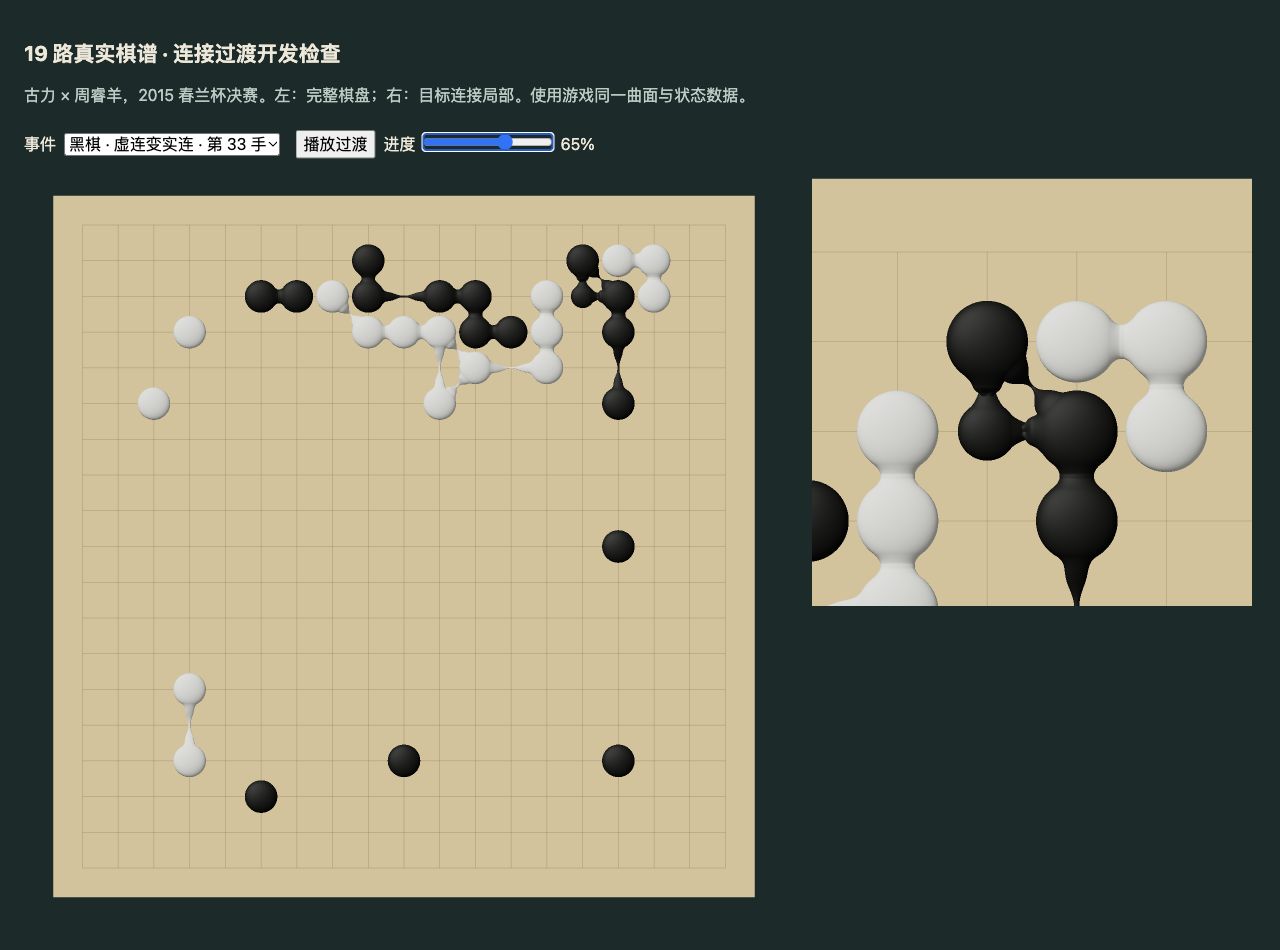 19 路真实棋谱 · 连接过渡开发检查
古力 × 周睿羊，2015 春兰杯决赛。左：完整棋盘；右：目标连接局部。使用游戏同一曲面与状态数据。
事件 黑棋 · 虚连变实连 · 第 33 手 播放过渡 进度 65%